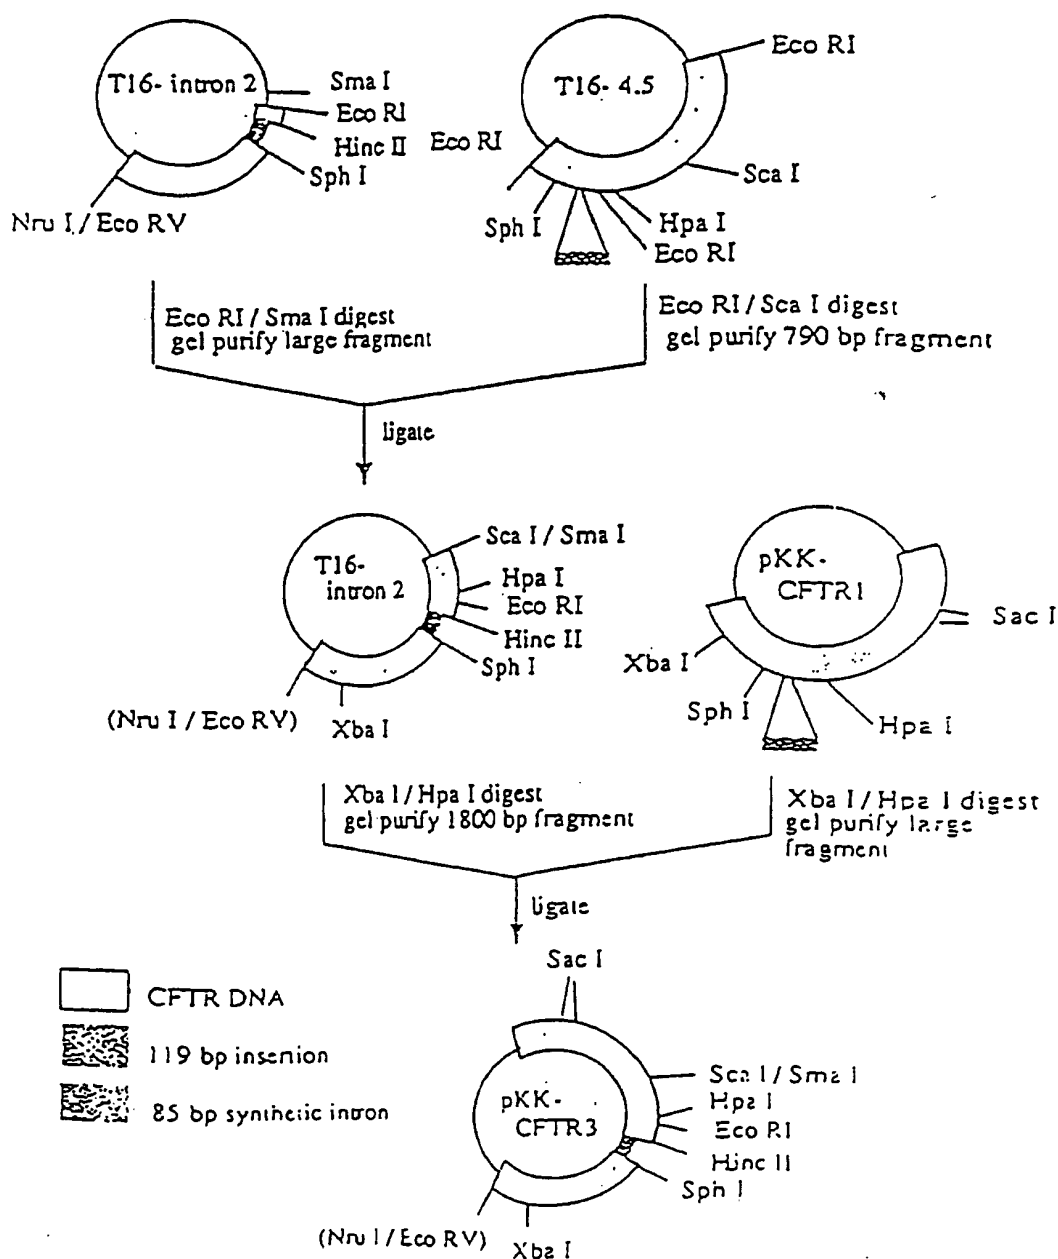 T16- intron 2
Sma I
Eco RI
Hinc II
Sph I
Nru I / Eco RV
T16- 4.5
Eco RI
Eco RI
Sca I
Sph I
Hpa I
Eco RI
Eco RI / Sma I digest
gel purify large fragment
Eco RI / Sca I digest
gel purify 790 bp fragment
ligate
T16-
intron 2
Sca I / Sma I
Hpa I
Eco RI
Hinc II
Sph I
(Nru I / Eco RV)
Xba I
pKK-
CFTR1
Sac I
Xba I
Sph I
Hpa I
Xba I / Hpa I digest
gel purify 1800 bp fragment
Xba I / Hpa I digest
gel purify large
fragment
ligate
Sac I
CFTR DNA
119 bp insertion
85 bp synthetic intron
pKK-
CFTR3
Sca I / Sma I
Hpa I
Eco RI
Hinc II
Sph I
(Nru I / Eco RV)
Xba I